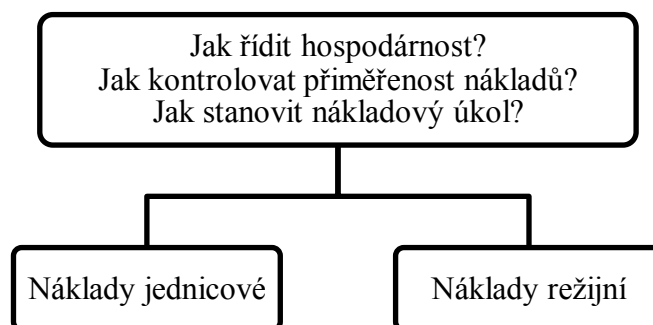 Jak řídit hospodárnost?
Jak kontrolovat přiměřenost nákladů?
Jak stanovit nákladový úkol?
Náklady jednicové
Náklady režijní